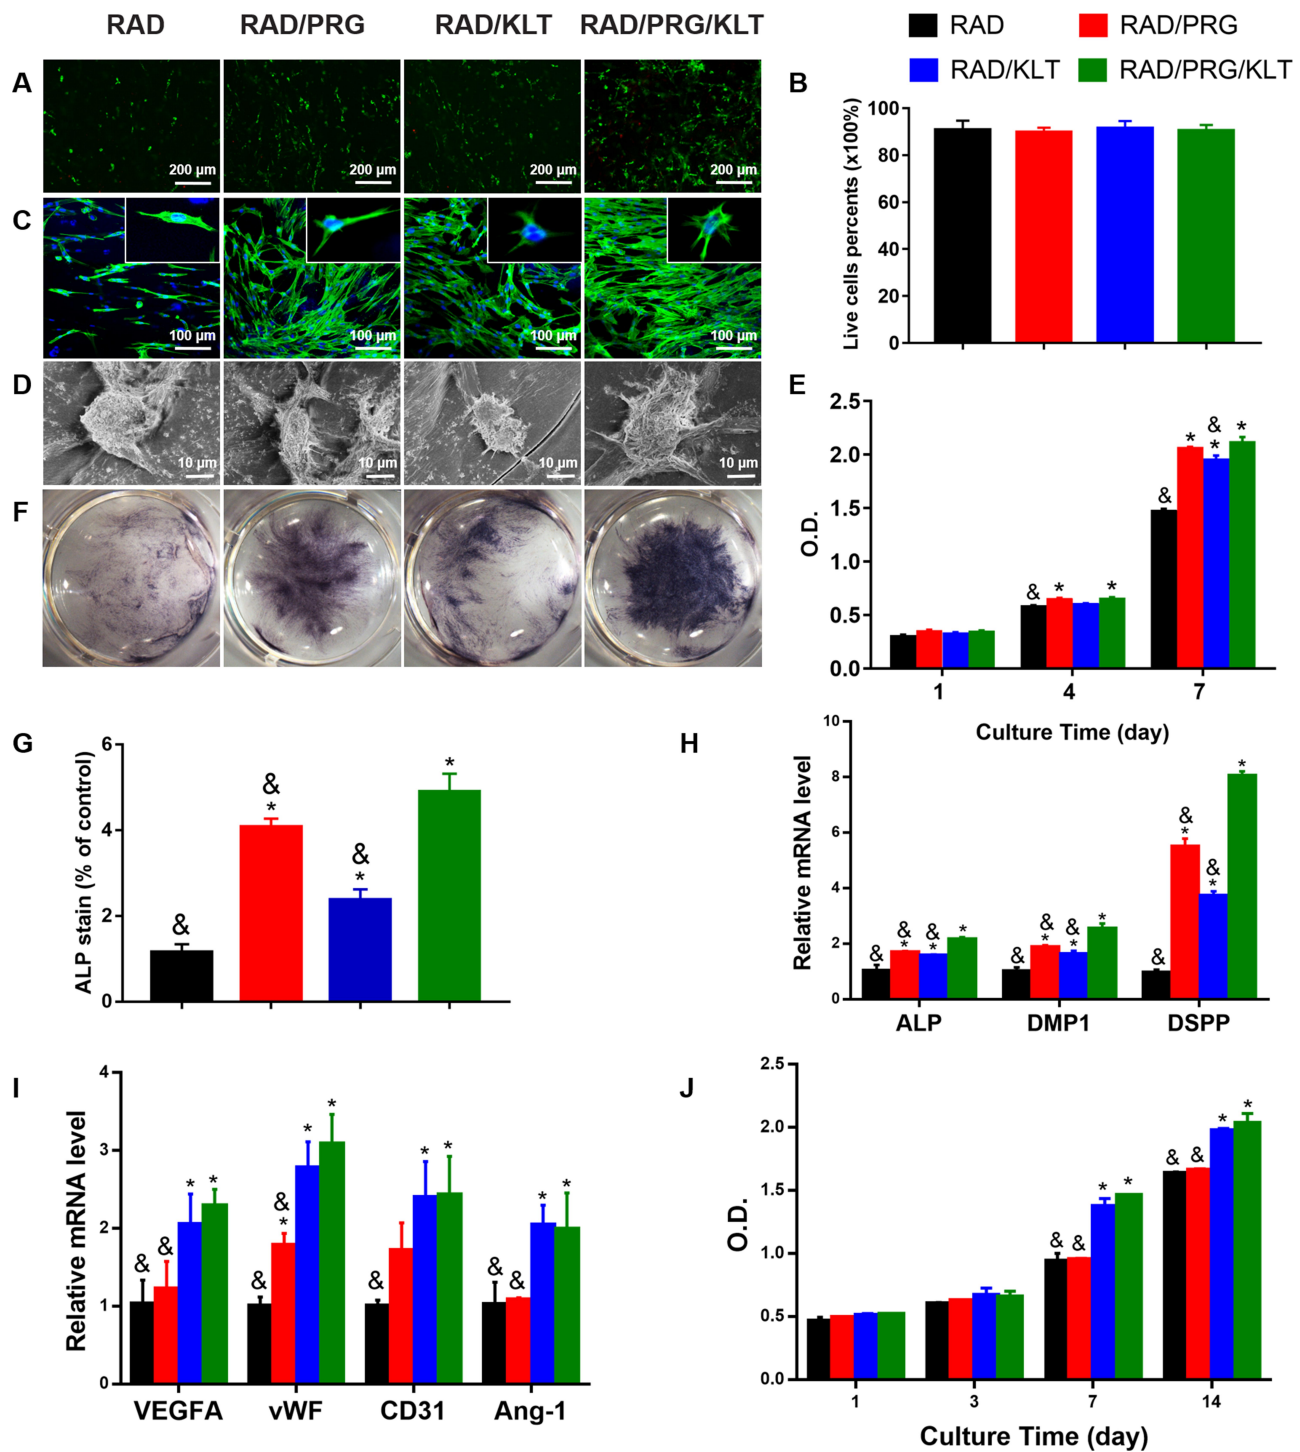 RAD RAD/PRG RAD/KLT RAD/PRG/KLT
RAD RAD/PRG
RAD/KLT RAD/PRG/KLT
A
200 µm 200 µm 200 µm 200 µm
B
Live cells percents (x100%)
100
80
60
40
20
0
C
100 µm 100 µm 100 µm 100 µm
D
10 µm 10 µm 10 µm 10 µm
E
O.D.
2.5
2.0
1.5
1.0
0.5
0.0
& * & * *
& * *
1 4 7
Culture Time (day)
F
G
ALP stain (% of control)
6
4
2
0
& & * & * *
H
Relative mRNA level
10
8
6
4
2
0
& & * & * *
& & * & * *
& & * & * *
ALP DMP1 DSPP
I
Relative mRNA level
4
3
2
1
0
& & * *
& & * * *
& * *
& & * *
VEGFA vWF CD31 Ang-1
J
O.D.
2.5
2.0
1.5
1.0
0.5
0.0
& & * *
& & * *
1 3 7 14
Culture Time (day)